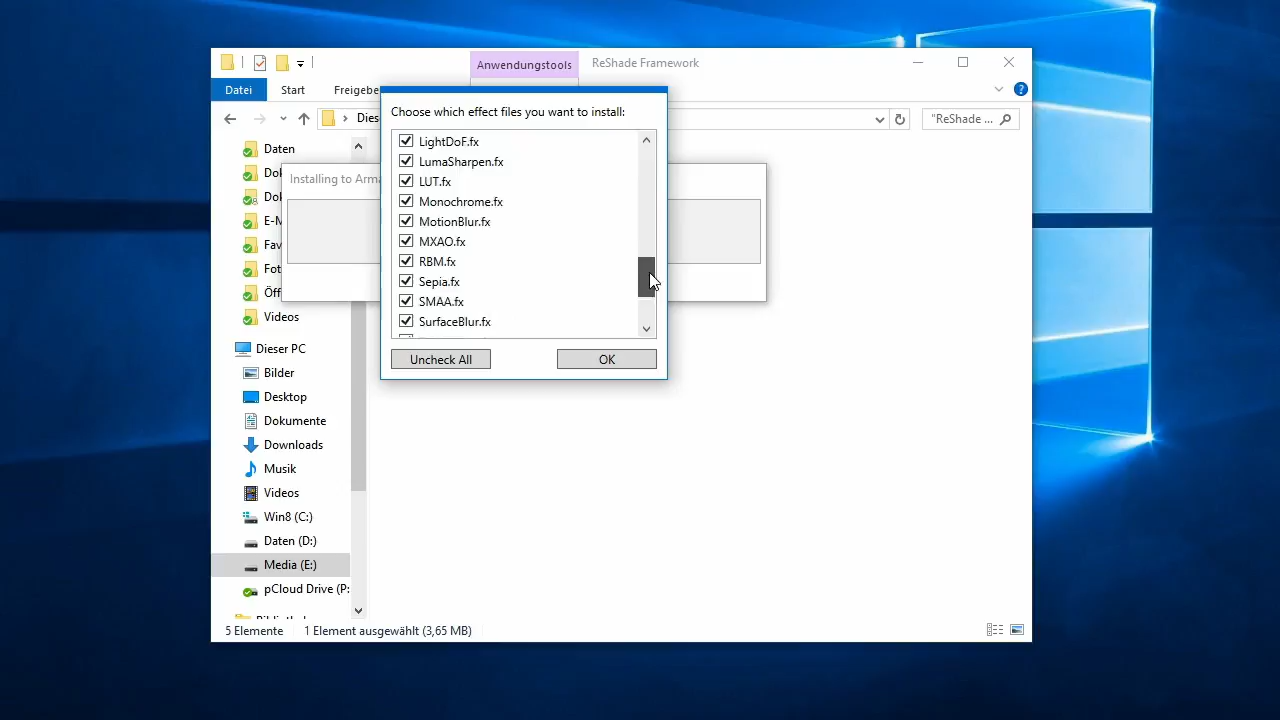 Anwendungstools
ReShade Framework
Datei
Start
Freigebe
Dies
"ReShade ...
Choose which effect files you want to install:
LightDoF.fx
LumaSharpen.fx
LUT.fx
Monochrome.fx
MotionBlur.fx
MXAO.fx
RBM.fx
Sepia.fx
SMAA.fx
SurfaceBlur.fx
Uncheck All
OK
Installing to Arma
Daten
Dok
Dok
E-M
Fav
Fot
Öff
Videos
Dieser PC
Bilder
Desktop
Dokumente
Downloads
Musik
Videos
Win8 (C:)
Daten (D:)
Media (E:)
pCloud Drive (P:
5 Elemente
1 Element ausgewählt (3,65 MB)